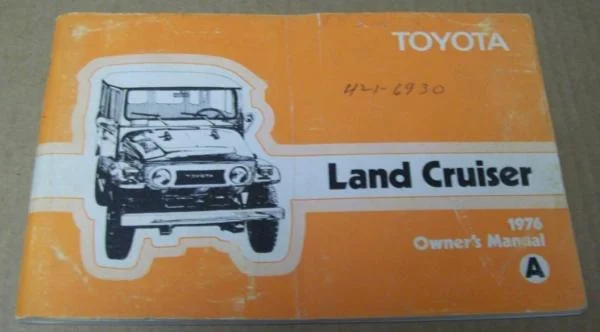 TOYOTA
421-6930
TOYOTA
Land Cruiser
1976
Owner's Manual
A